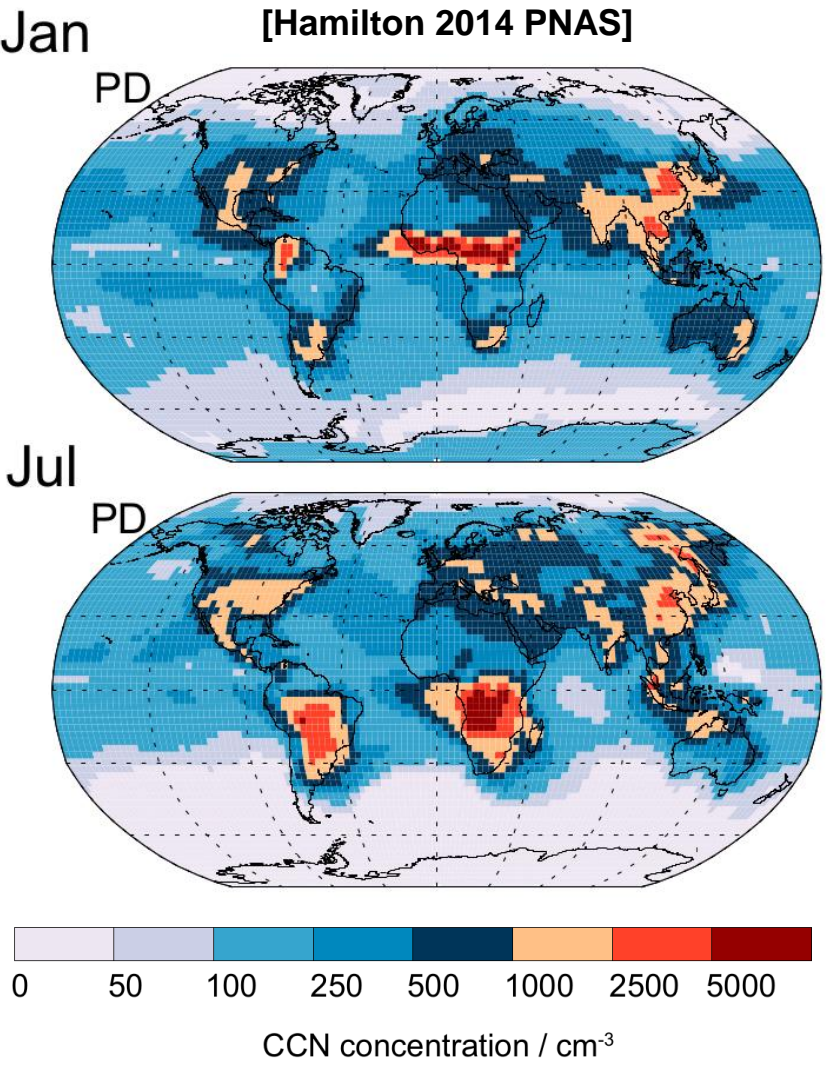 Jan
[Hamilton 2014 PNAS]
PD
Jul
PD
0 50 100 250 500 1000 2500 5000
CCN concentration / cm-3